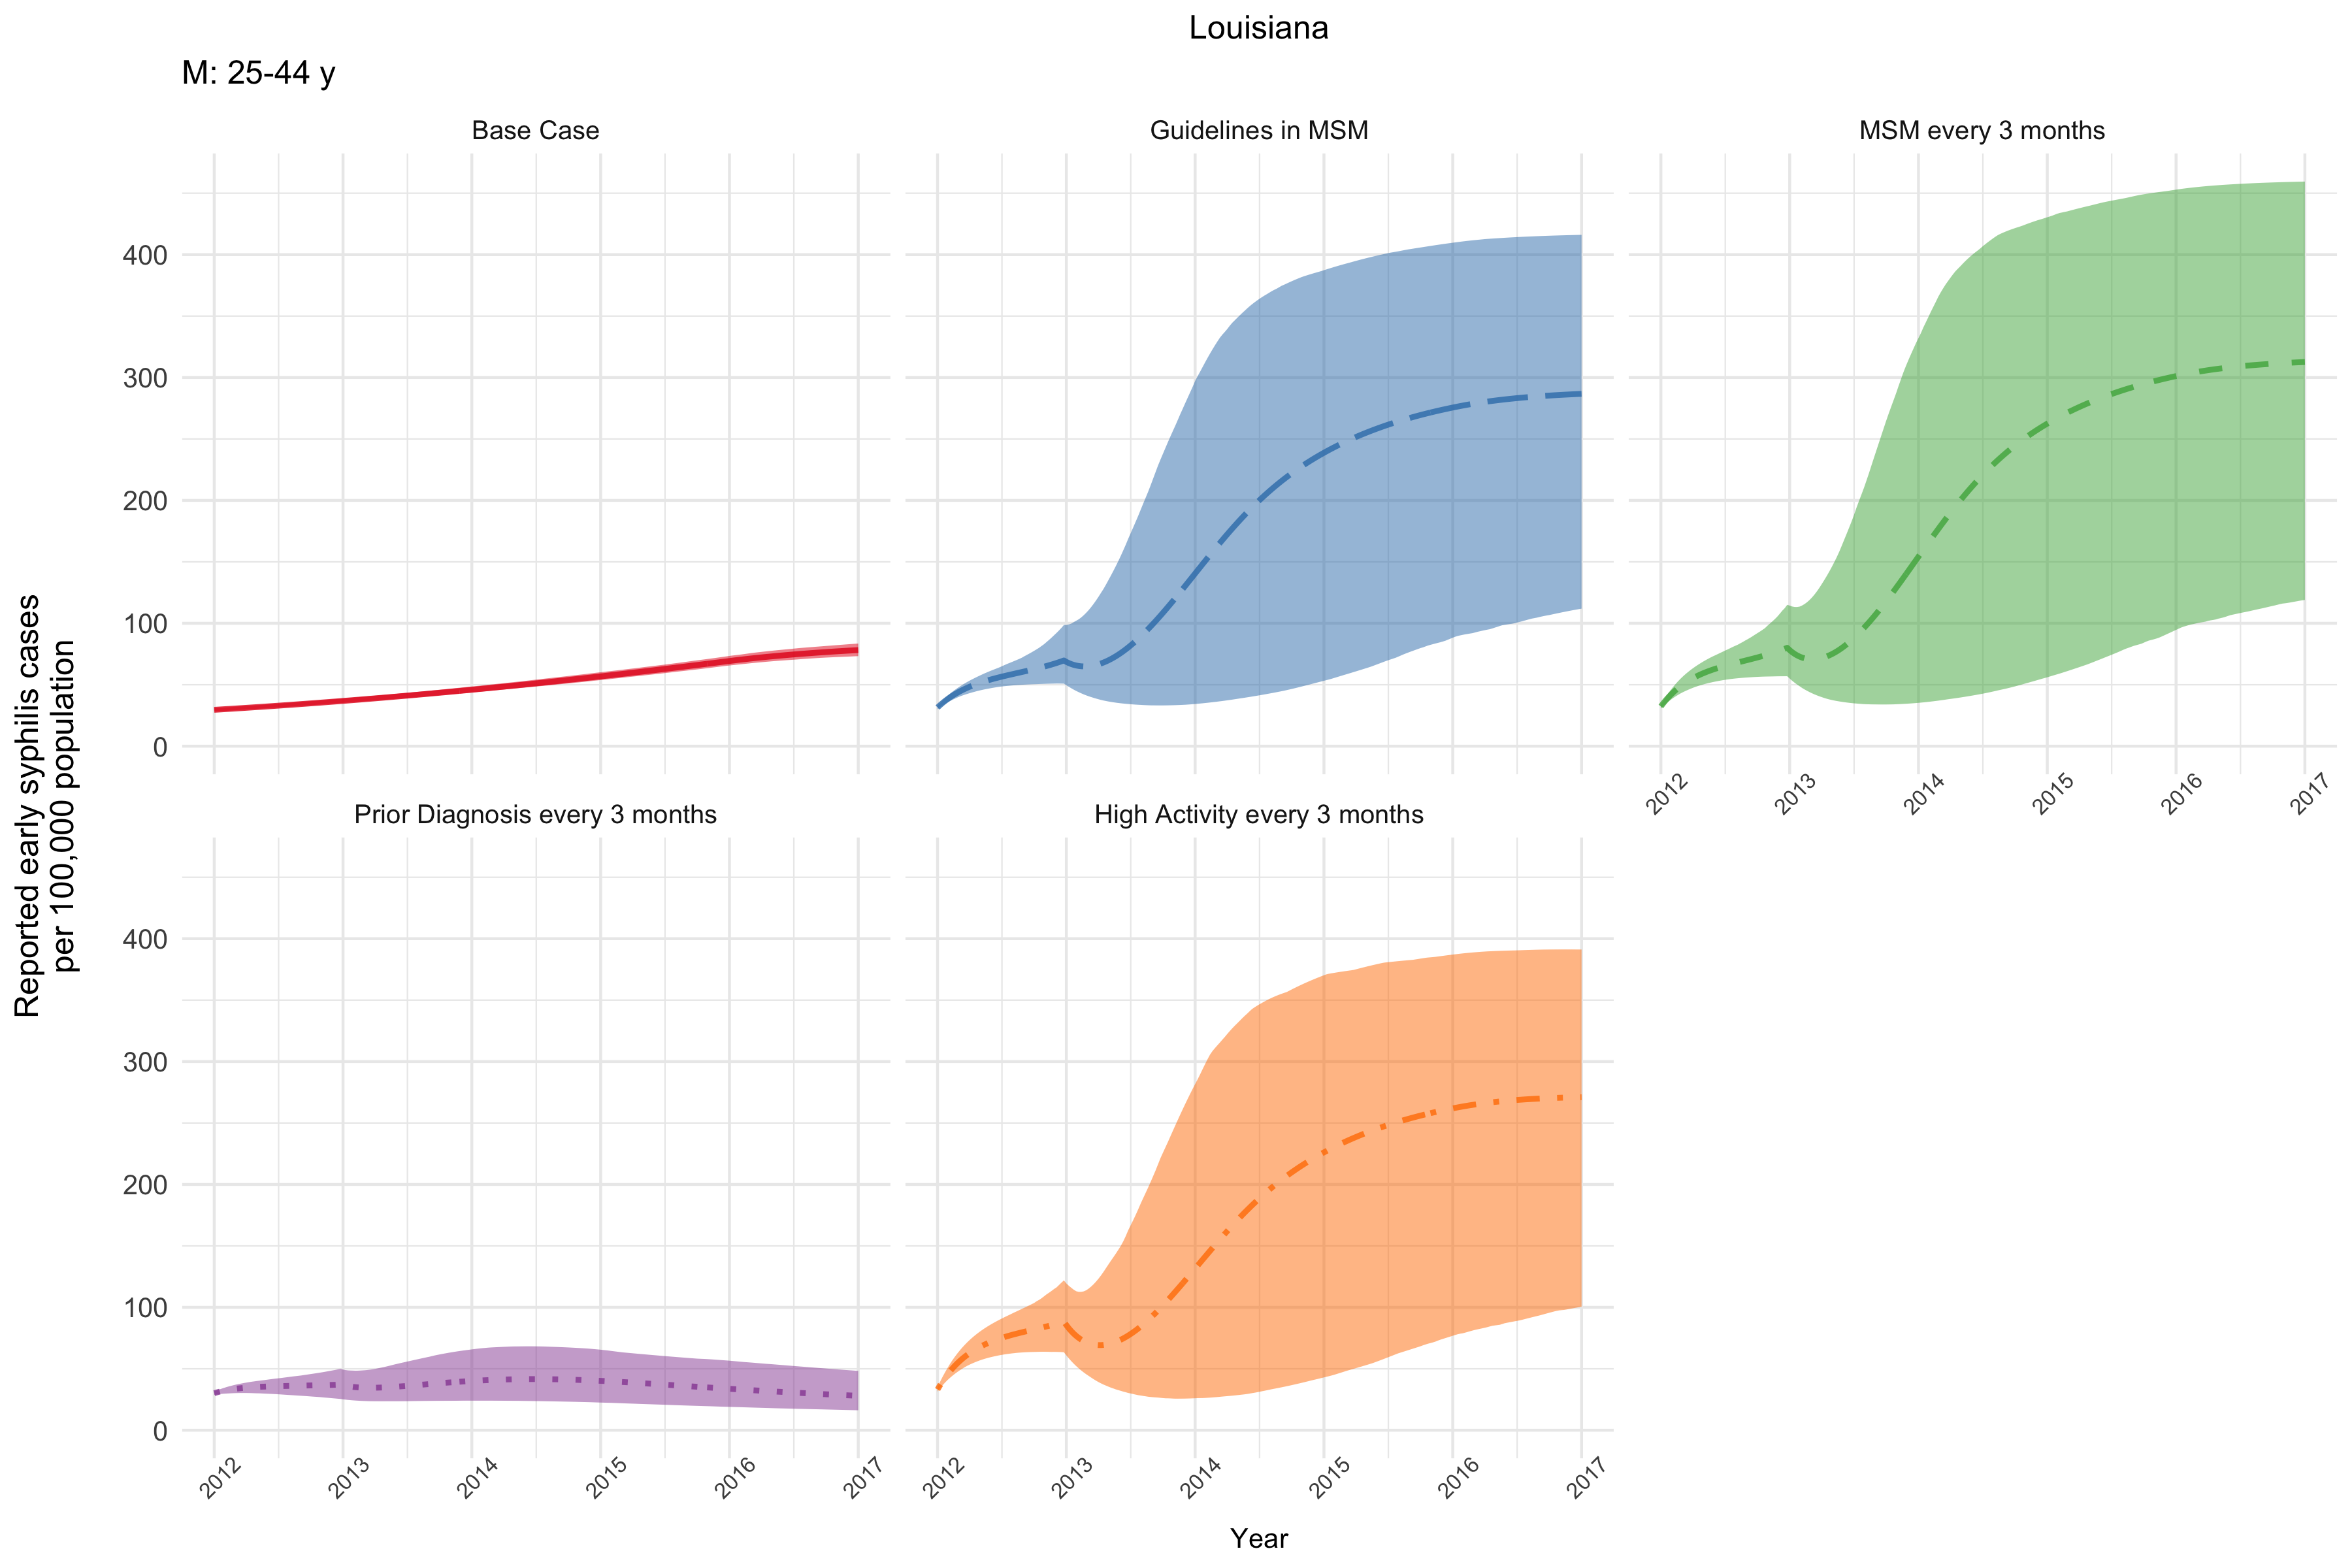 Louisiana
M: 25-44 y
Base Case
Guidelines in MSM
MSM every 3 months
400
300
200
100
0
2012
2013
2014
2015
2016
2017
Reported early syphilis cases
per 100,000 population
Prior Diagnosis every 3 months
High Activity every 3 months
400
300
200
100
0
2012
2013
2014
2015
2016
2017
2012
2013
2014
2015
2016
2017
Year